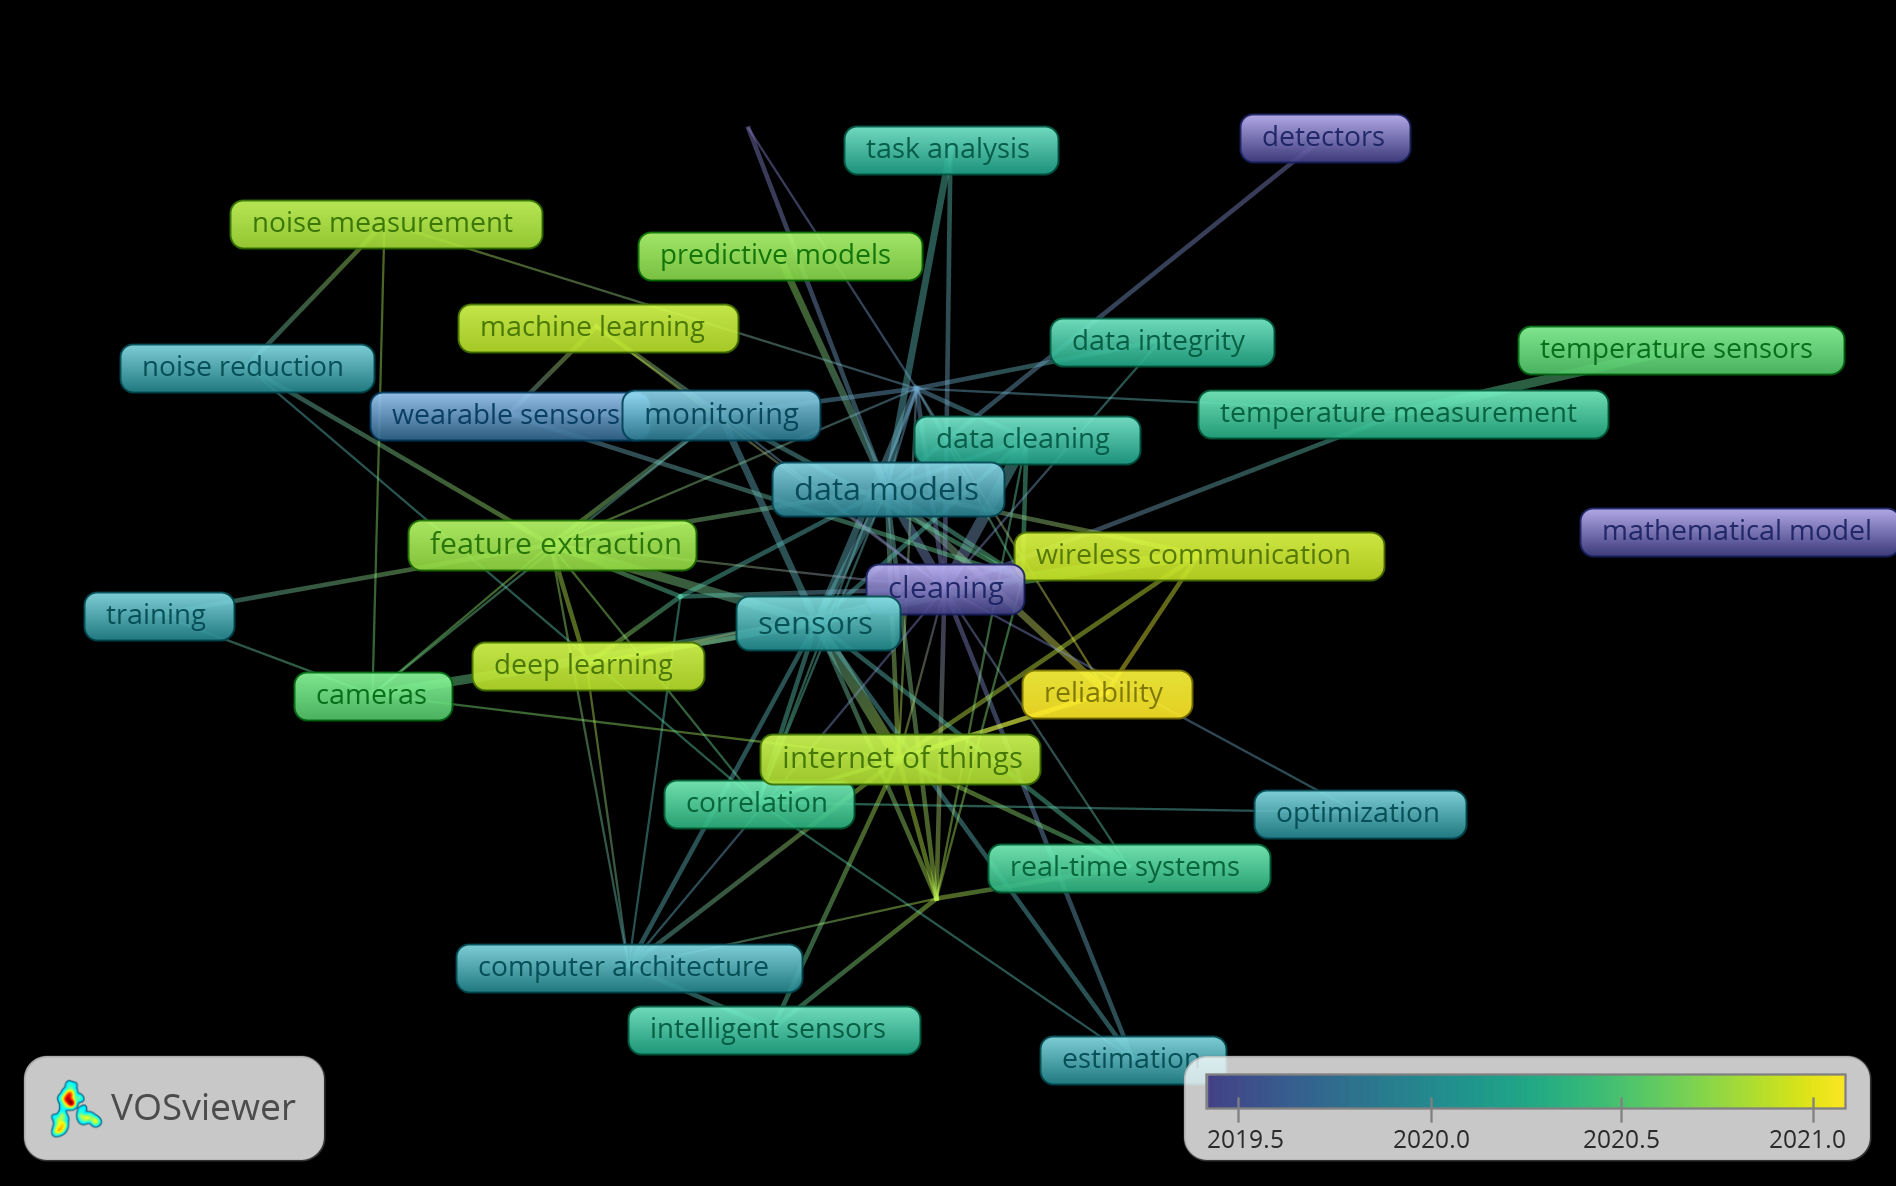 task analysis
detectors
noise measurement
predictive models
machine learning
data integrity
temperature sensors
noise reduction
wearable sensors
monitoring
temperature measurement
data cleaning
data models
mathematical model
feature extraction
wireless communication
cleaning
training
sensors
deep learning
cameras
reliability
internet of things
correlation
optimization
real-time systems
computer architecture
intelligent sensors
estimation
VOSviewer
2019.5 2020.0 2020.5 2021.0